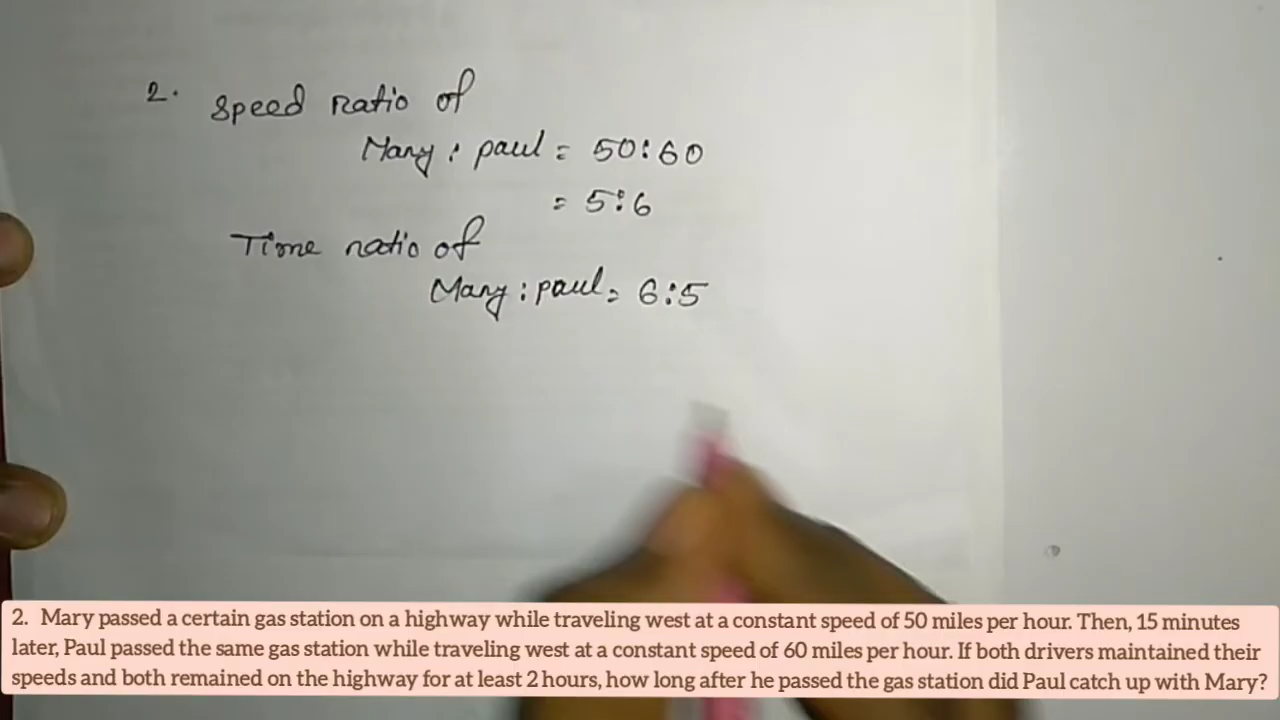 2. Speed ratio of
Mary : paul = 50:60
= 5:6
Time ratio of
Mary : paul = 6:5
2. Mary passed a certain gas station on a highway while traveling west at a constant speed of 50 miles per hour. Then, 15 minutes
later, Paul passed the same gas station while traveling west at a constant speed of 60 miles per hour. If both drivers maintained their
speeds and both remained on the highway for at least 2 hours, how long after he passed the gas station did Paul catch up with Mary?